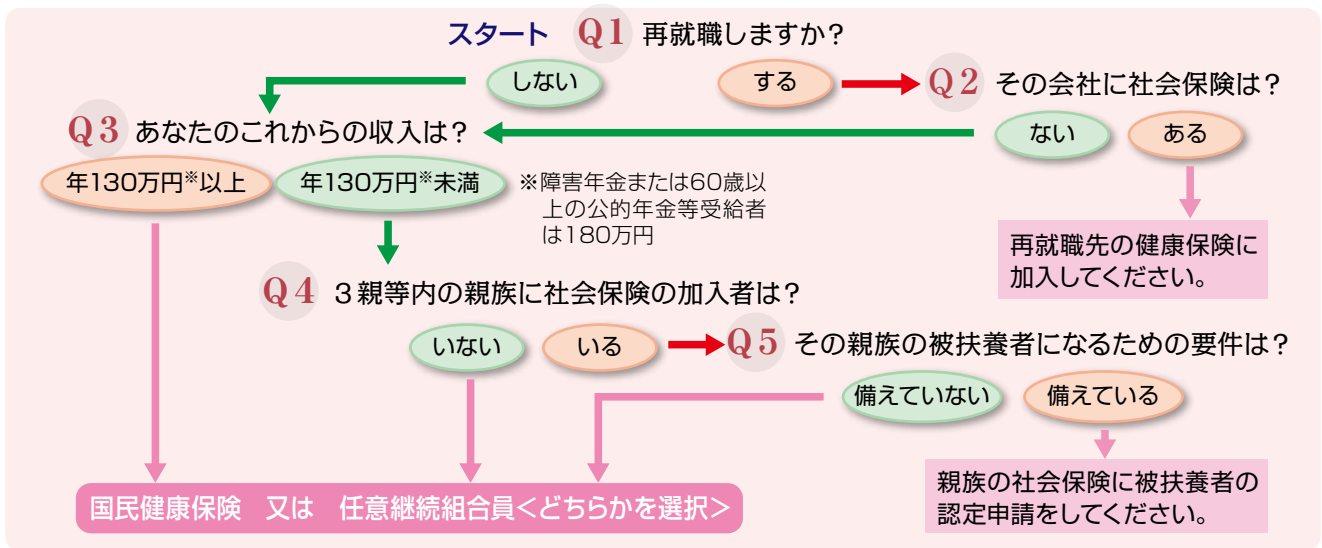 スタート Q1 再就職しますか？
しない する
Q2 その会社に社会保険は？
ない ある
再就職先の健康保険に
加入してください。
Q3 あなたのこれからの収入は？
年130万円※以上 年130万円※未満
※障害年金または60歳以
上の公的年金等受給者
は180万円
Q4 3親等内の親族に社会保険の加入者は？
いない いる
Q5 その親族の被扶養者になるための要件は？
備えていない 備えている
親族の社会保険に被扶養者の
認定申請をしてください。
国民健康保険 又は 任意継続組合員＜どちらかを選択＞